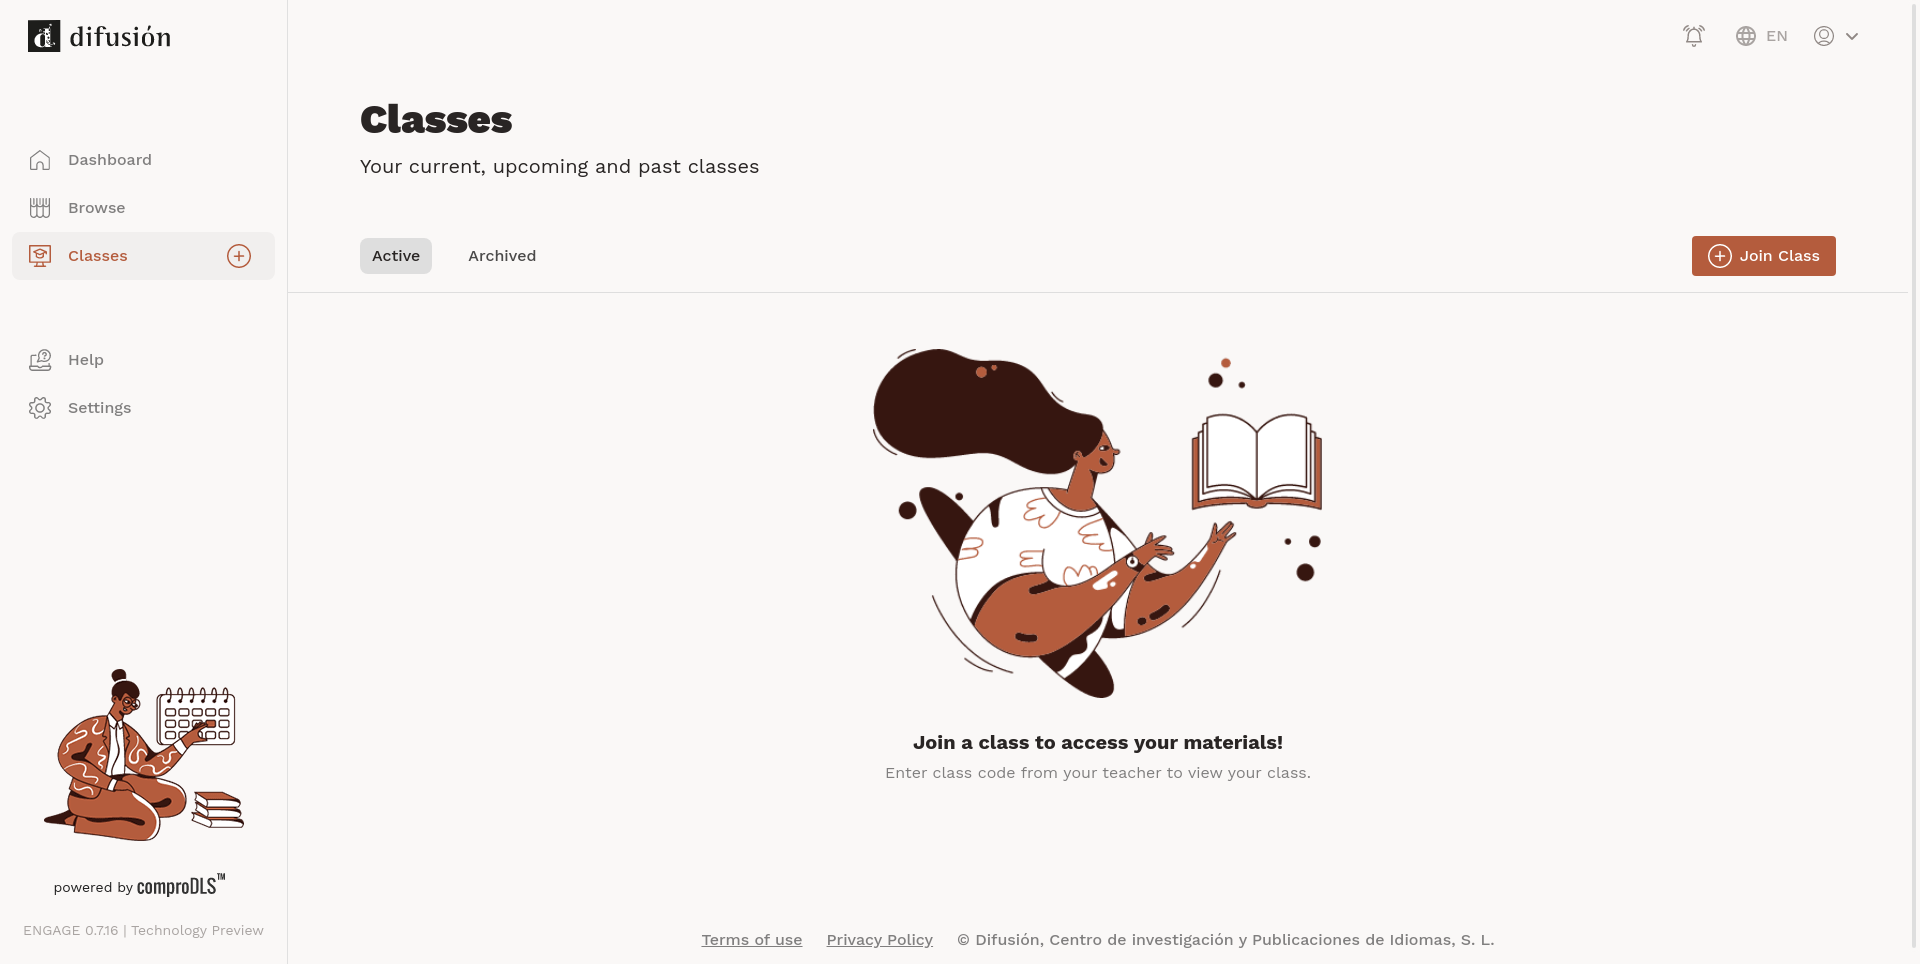 difusión
EN
Dashboard
Browse
Classes
Help
Settings
powered by comproDLS™
ENGAGE 0.7.16 | Technology Preview
Classes
Your current, upcoming and past classes
Active
Archived
Join Class
Join a class to access your materials!
Enter class code from your teacher to view your class.
Terms of use Privacy Policy © Difusión, Centro de investigación y Publicaciones de Idiomas, S. L.